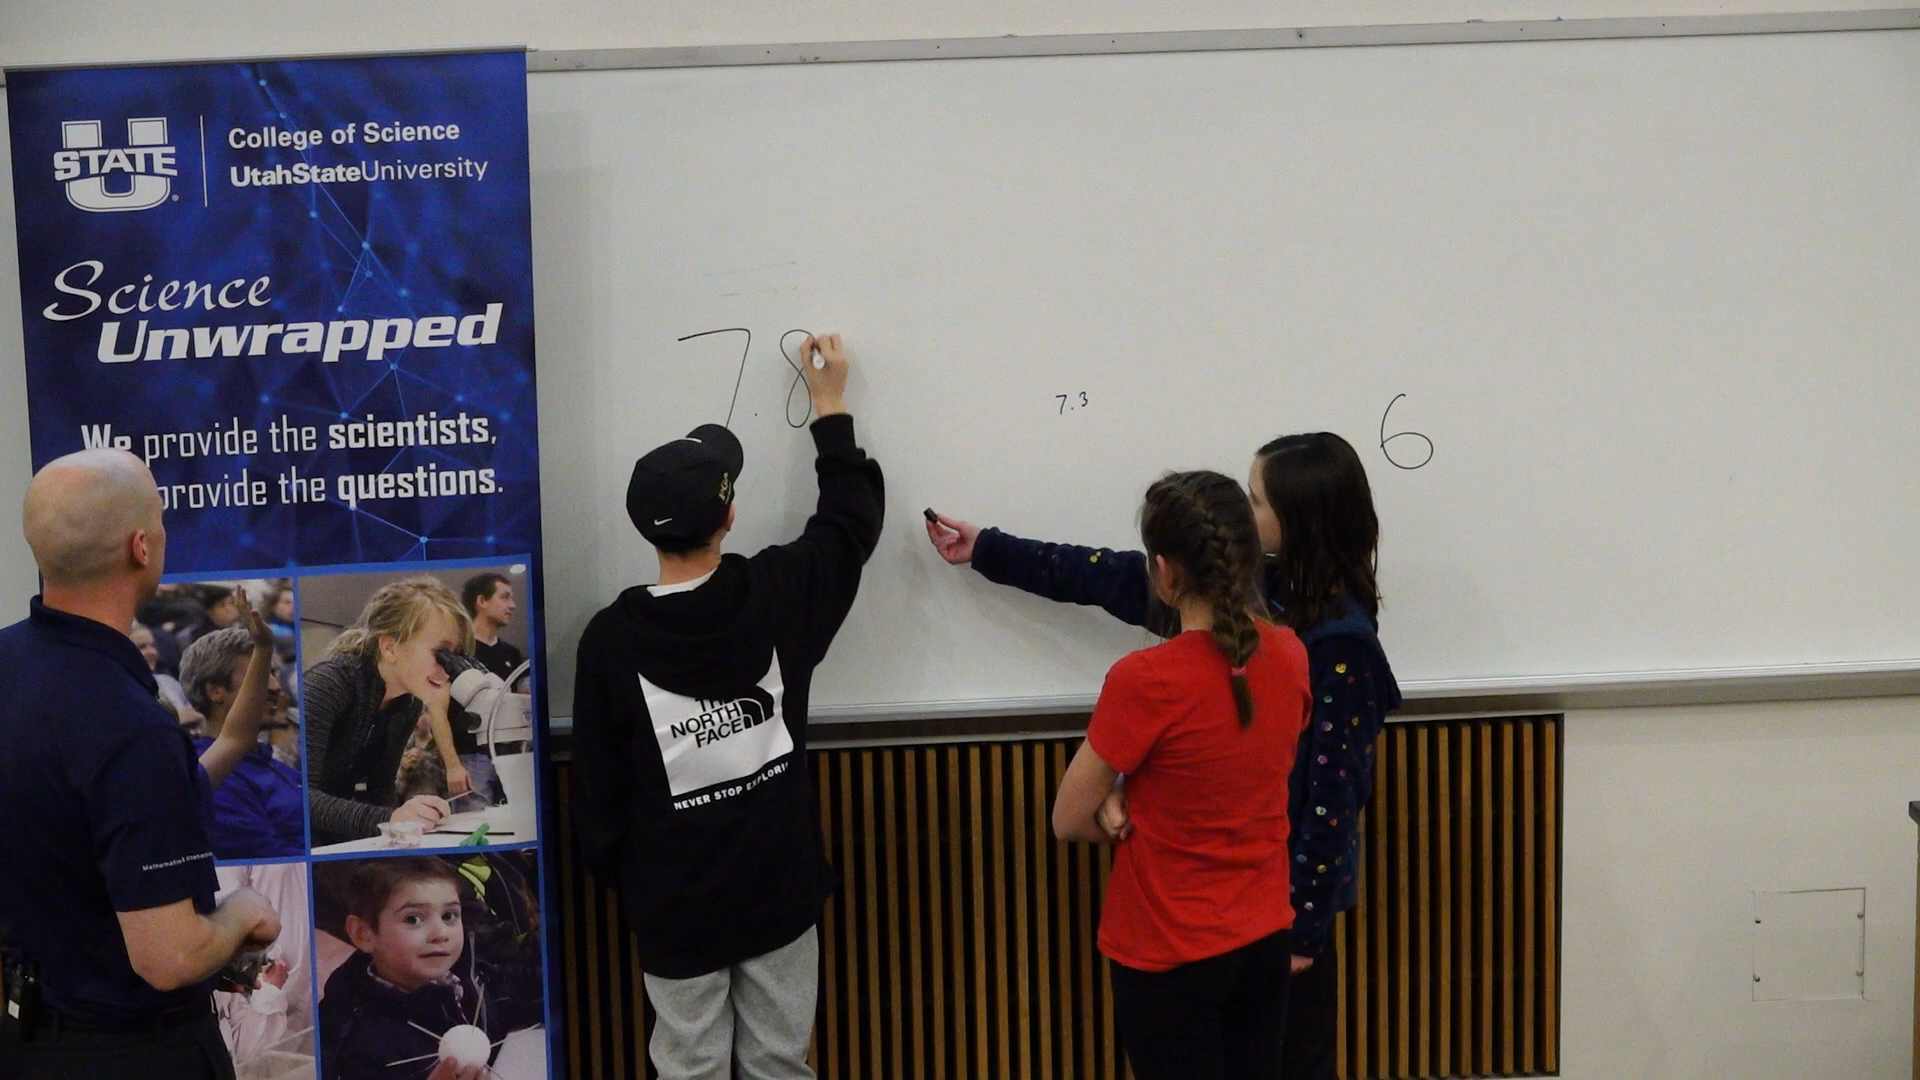 STATE
College of Science
UtahStateUniversity
Science
Unwrapped
We provide the scientists,
provide the questions.
7.8
7.3
6
THE
NORTH
FACE
NEVER STOP
Mathematics